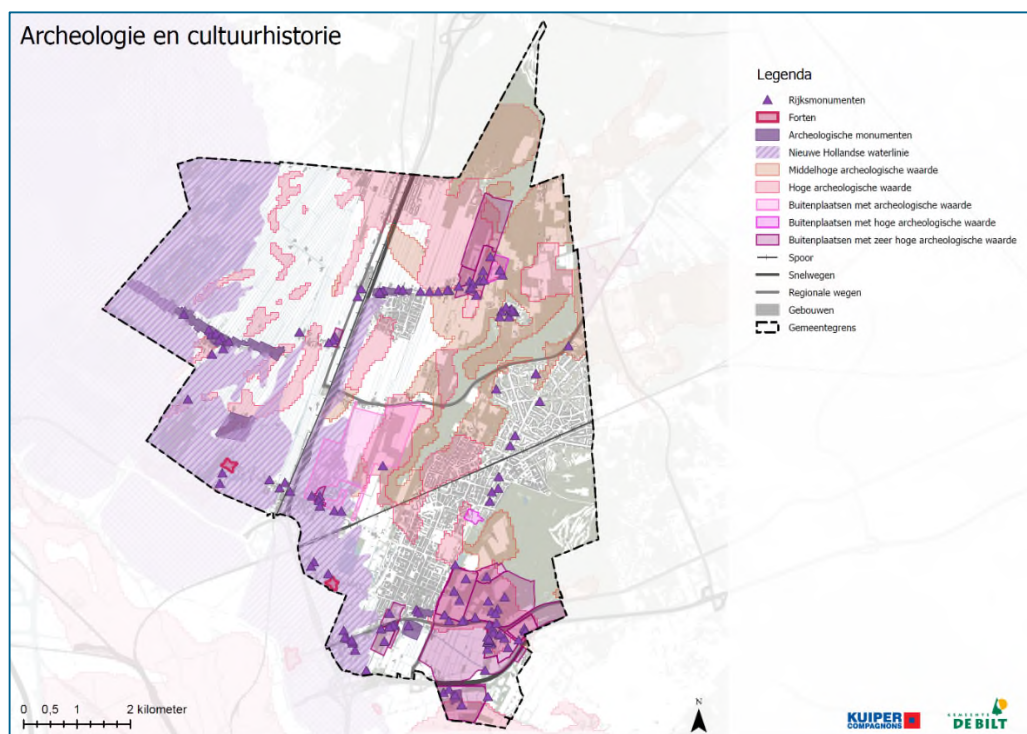 Archeologie en cultuurhistorie
Legenda
Rijksmonumenten
Forten
Archeologische monumenten
Nieuwe Hollandse waterlinie
Middelhoge archeologische waarde
Hoge archeologische waarde
Buitenplaatsen met archeologische waarde
Buitenplaatsen met hoge archeologische waarde
Buitenplaatsen met zeer hoge archeologische waarde
Spoor
Snelwegen
Regionale wegen
Gebouwen
Gemeentegrens
0 0,5 1 2 kilometer
N
KUIPER
COMPAGNONS
GEMEENTE
DE BILT